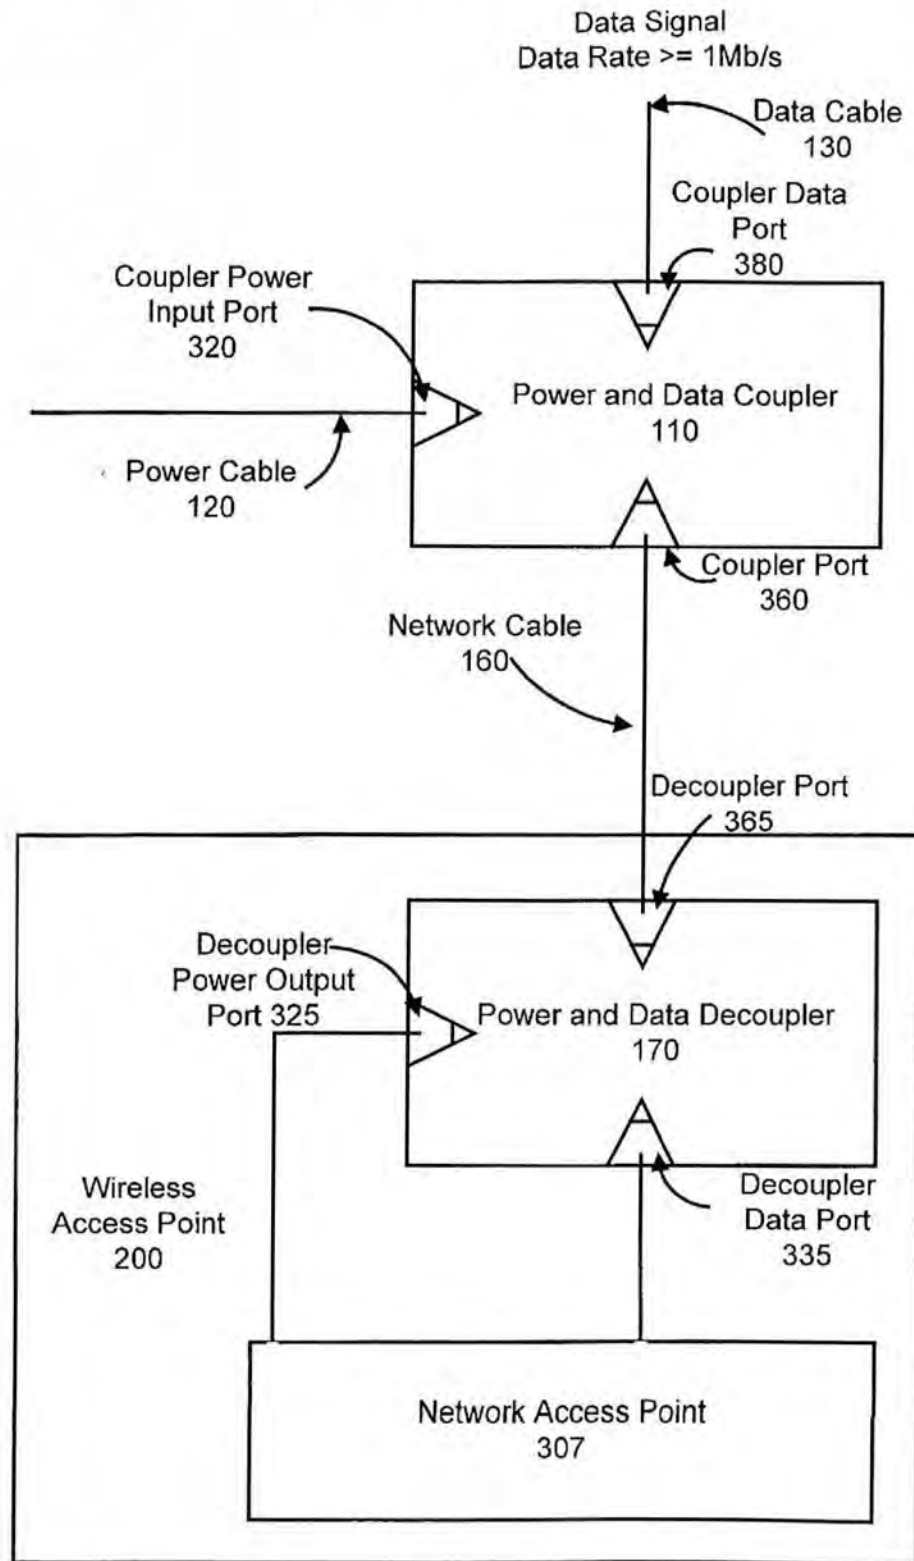 Data Signal
Data Rate >= 1Mb/s
Data Cable
130
Coupler Data
Port
380
Coupler Power
Input Port
320
Power and Data Coupler
110
Power Cable
120
Coupler Port
360
Network Cable
160
Decoupler Port
365
Decoupler
Power Output
Port 325
Power and Data Decoupler
170
Wireless
Access Point
200
Decoupler
Data Port
335
Network Access Point
307